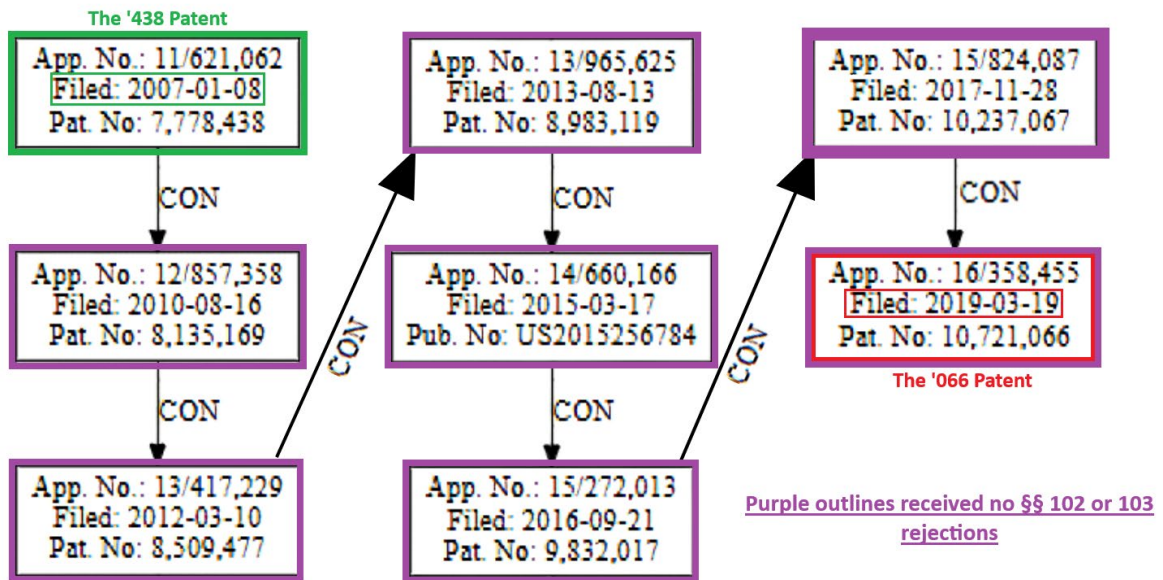 The '438 Patent
App. No.: 11/621,062
Filed: 2007-01-08
Pat. No: 7,778,438
CON
App. No.: 12/857,358
Filed: 2010-08-16
Pat. No: 8,135,169
CON
App. No.: 13/417,229
Filed: 2012-03-10
Pat. No: 8,509,477
CON
App. No.: 13/965,625
Filed: 2013-08-13
Pat. No: 8,983,119
CON
App. No.: 14/660,166
Filed: 2015-03-17
Pub. No: US2015256784
CON
App. No.: 15/272,013
Filed: 2016-09-21
Pat. No: 9,832,017
CON
App. No.: 15/824,087
Filed: 2017-11-28
Pat. No: 10,237,067
CON
App. No.: 16/358,455
Filed: 2019-03-19
Pat. No: 10,721,066
The '066 Patent
Purple outlines received no §§ 102 or 103
rejections